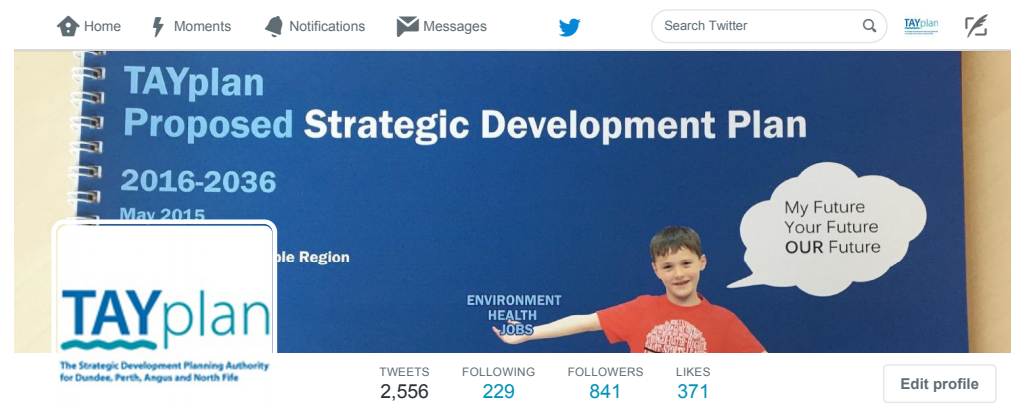 Home
Moments
Notifications
Messages
Search Twitter
TAYplan
TAYplan
Proposed Strategic Development Plan
2016-2036
May 2015
ble Region
My Future
Your Future
OUR Future
ENVIRONMENT
HEALTH
JOBS
TAYplan
The Strategic Development Planning Authority
for Dundee, Perth, Angus and North Fife
TWEETS FOLLOWING FOLLOWERS LIKES
2,556 229 841 371
Edit profile